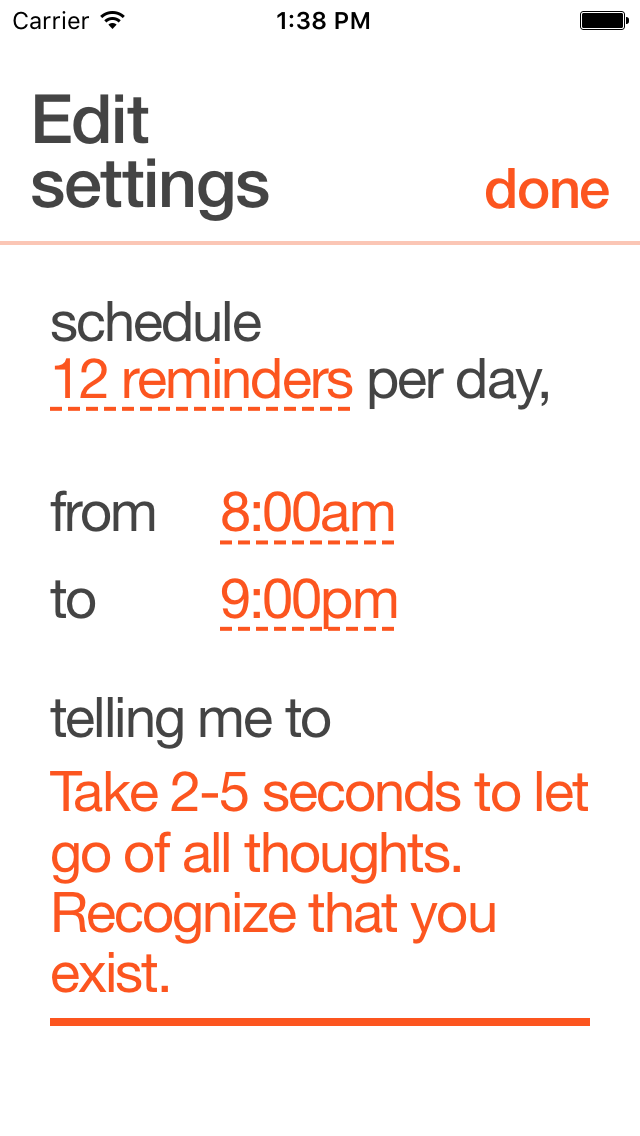 Carrier 1:38 PM
Edit
settings
done
schedule
12 reminders per day,
from 8:00am
to 9:00pm
telling me to
Take 2-5 seconds to let
go of all thoughts.
Recognize that you
exist.